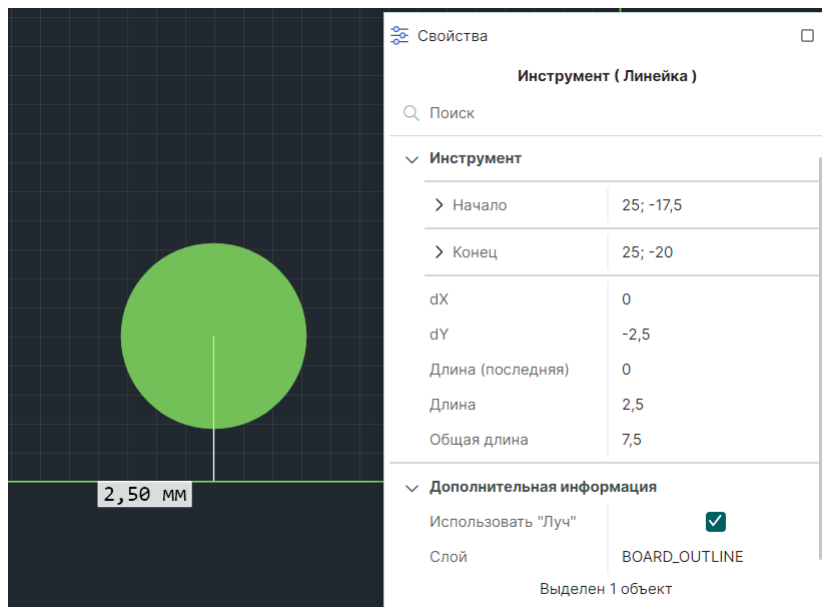 Свойства
Инструмент ( Линейка )
Поиск
Инструмент
Начало 25; -17,5
Конец 25; -20
dX 0
dY -2,5
Длина (последняя) 0
Длина 2,5
Общая длина 7,5
2,50 мм
Дополнительная информация
Использовать "Луч"
Слой BOARD_OUTLINE
Выделен 1 объект